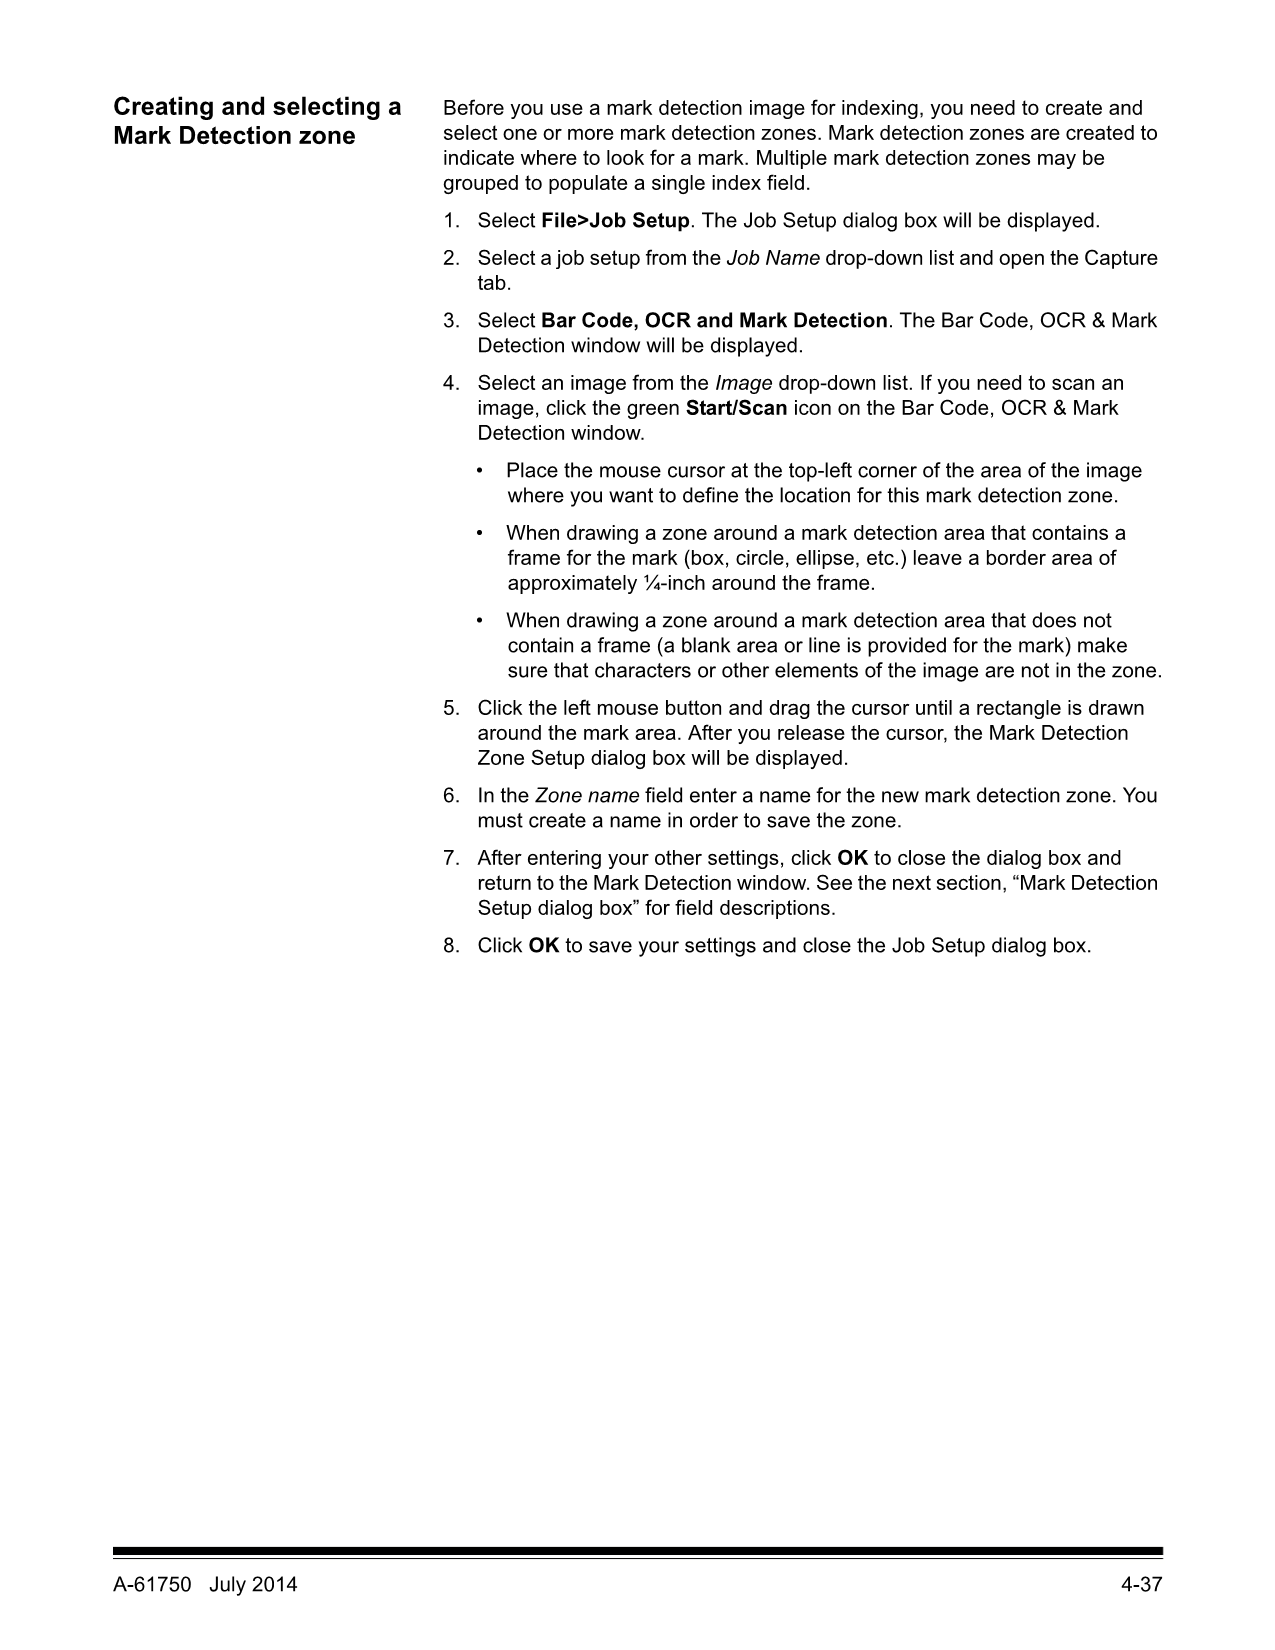 Creating and selecting a
Mark Detection zone
Before you use a mark detection image for indexing, you need to create and
select one or more mark detection zones. Mark detection zones are created to
indicate where to look for a mark. Multiple mark detection zones may be
grouped to populate a single index field.
1. Select File>Job Setup. The Job Setup dialog box will be displayed.
2. Select a job setup from the Job Name drop-down list and open the Capture
tab.
3. Select Bar Code, OCR and Mark Detection. The Bar Code, OCR & Mark
Detection window will be displayed.
4. Select an image from the Image drop-down list. If you need to scan an
image, click the green Start/Scan icon on the Bar Code, OCR & Mark
Detection window.
• Place the mouse cursor at the top-left corner of the area of the image
where you want to define the location for this mark detection zone.
• When drawing a zone around a mark detection area that contains a
frame for the mark (box, circle, ellipse, etc.) leave a border area of
approximately ¼-inch around the frame.
• When drawing a zone around a mark detection area that does not
contain a frame (a blank area or line is provided for the mark) make
sure that characters or other elements of the image are not in the zone.
5. Click the left mouse button and drag the cursor until a rectangle is drawn
around the mark area. After you release the cursor, the Mark Detection
Zone Setup dialog box will be displayed.
6. In the Zone name field enter a name for the new mark detection zone. You
must create a name in order to save the zone.
7. After entering your other settings, click OK to close the dialog box and
return to the Mark Detection window. See the next section, “Mark Detection
Setup dialog box” for field descriptions.
8. Click OK to save your settings and close the Job Setup dialog box.
A-61750 July 2014
4-37